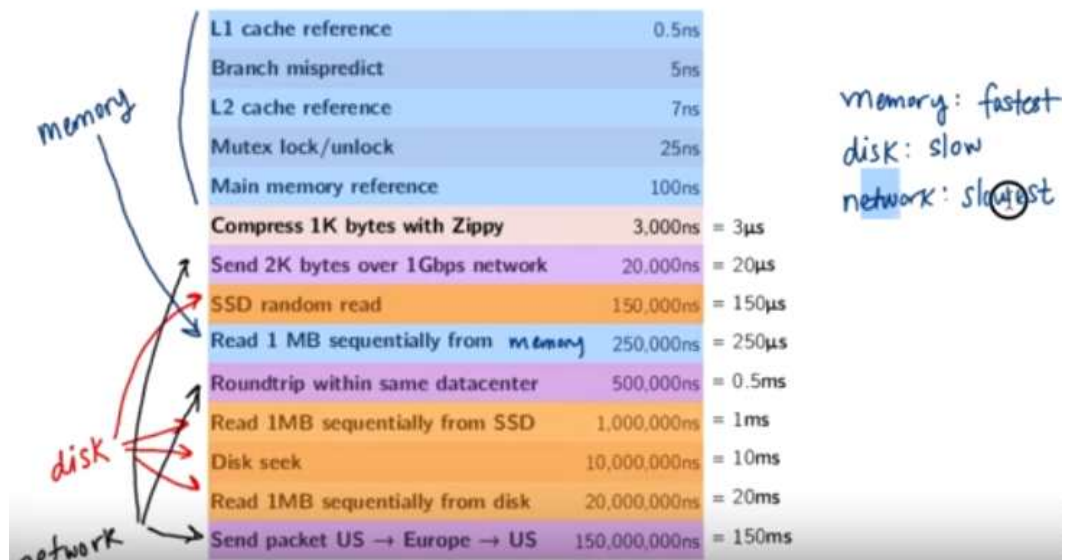 L1 cache reference 0.5ns
Branch mispredict 5ns
L2 cache reference 7ns
Mutex lock/unlock 25ns
Main memory reference 100ns
Compress 1K bytes with Zippy 3,000ns = 3μs
Send 2K bytes over 1Gbps network 20.000ns = 20μs
SSD random read 150,000ns = 150μs
Read 1 MB sequentially from memory 250,000ns = 250μs
Roundtrip within same datacenter 500,000ns = 0.5ms
Read 1MB sequentially from SSD 1,000,000ns = 1ms
Disk seek 10,000,000ns = 10ms
Read 1MB sequentially from disk 20,000,000ns = 20ms
Send packet US → Europe → US 150,000,000ns = 150ms
memory
disk
network
memory: fastest
disk: slow
network: slowest